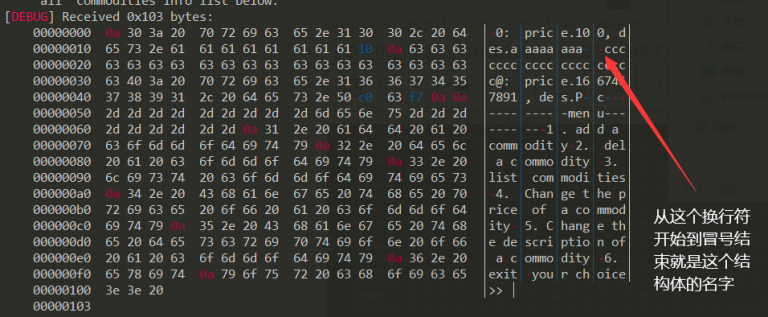 all commodities info list below.
[DEBUG] Received 0x103 bytes:
00000000 0a 30 3a 20 70 72 69 63 65 2e 31 30 30 2c 20 64 │·0: │pric│e.10│0, d│
00000010 65 73 2e 61 61 61 61 61 61 61 61 10 0a 63 63 63 │es.a│aaaa│aaa·│·ccc│
00000020 63 63 63 63 63 63 63 63 63 63 63 63 63 63 63 63 │cccc│cccc│cccc│cccc│
00000030 63 40 3a 20 70 72 69 63 65 2e 31 36 36 37 34 35 │c@: │pric│e.16│6745│
00000040 37 38 39 31 2c 20 64 65 73 2e 50 c0 63 f7 0a 0a │7891│, de│s.P·│c···│
00000050 2d 2d 2d 2d 2d 2d 2d 2d 2d 6d 65 6e 75 2d 2d 2d │----│----│-men│u---│
00000060 2d 2d 2d 2d 2d 2d 0a 31 2e 20 61 64 64 20 61 20 │----│--·1│. ad│d a │
00000070 63 6f 6d 6d 6f 64 69 74 79 0a 32 2e 20 64 65 6c │comm│odit│y·2.│ del│
00000080 20 61 20 63 6f 6d 6d 6f 64 69 74 79 0a 33 2e 20 │ a c│ommo│dity│·3. │
00000090 6c 69 73 74 20 63 6f 6d 6d 6f 64 69 74 69 65 73 │list│ com│modi│ties│
000000a0 0a 34 2e 20 43 68 61 6e 67 65 20 74 68 65 20 70 │·4. │Chan│ge t│he p│
000000b0 72 69 63 65 20 6f 66 20 61 20 63 6f 6d 6d 6f 64 │rice│ of │a co│mmod│
000000c0 69 74 79 0a 35 2e 20 43 68 61 6e 67 65 20 74 68 │ity·│5. C│hang│e th│
000000d0 65 20 64 65 73 63 72 69 70 74 69 6f 6e 20 6f 66 │e de│scri│ptio│n of│
000000e0 20 61 20 63 6f 6d 6d 6f 64 69 74 79 0a 36 2e 20 │ a c│ommo│dity│·6. │
000000f0 65 78 69 74 0a 79 6f 75 72 20 63 68 6f 69 63 65 │exit│·you│r ch│oice│
00000100 3e 3e 20 │>> │
00000103
从这个换行符
开始到冒号结
束就是这个结
构体的名字